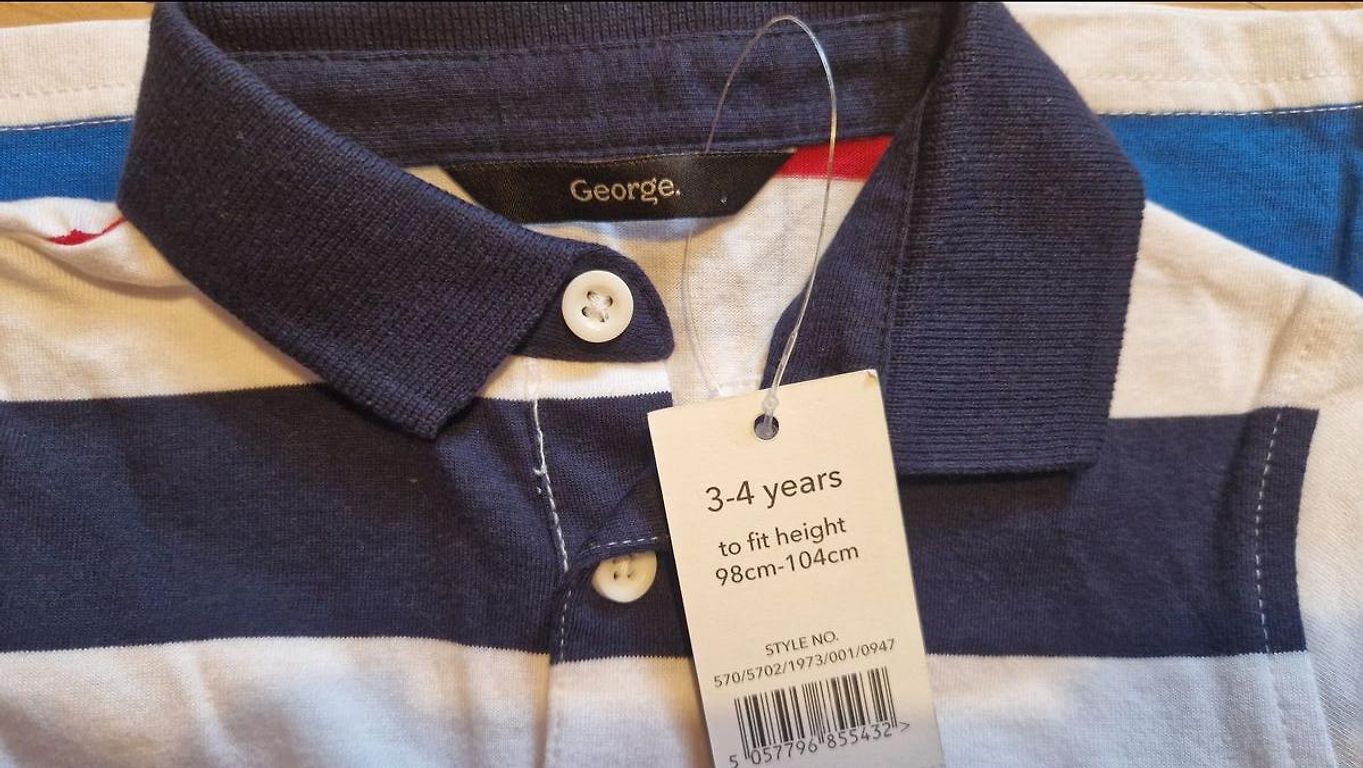 George.
3-4 years
to fit height
98cm-104cm
STYLE NO.
570/5702/1973/001/0947
5 057796 855432 >